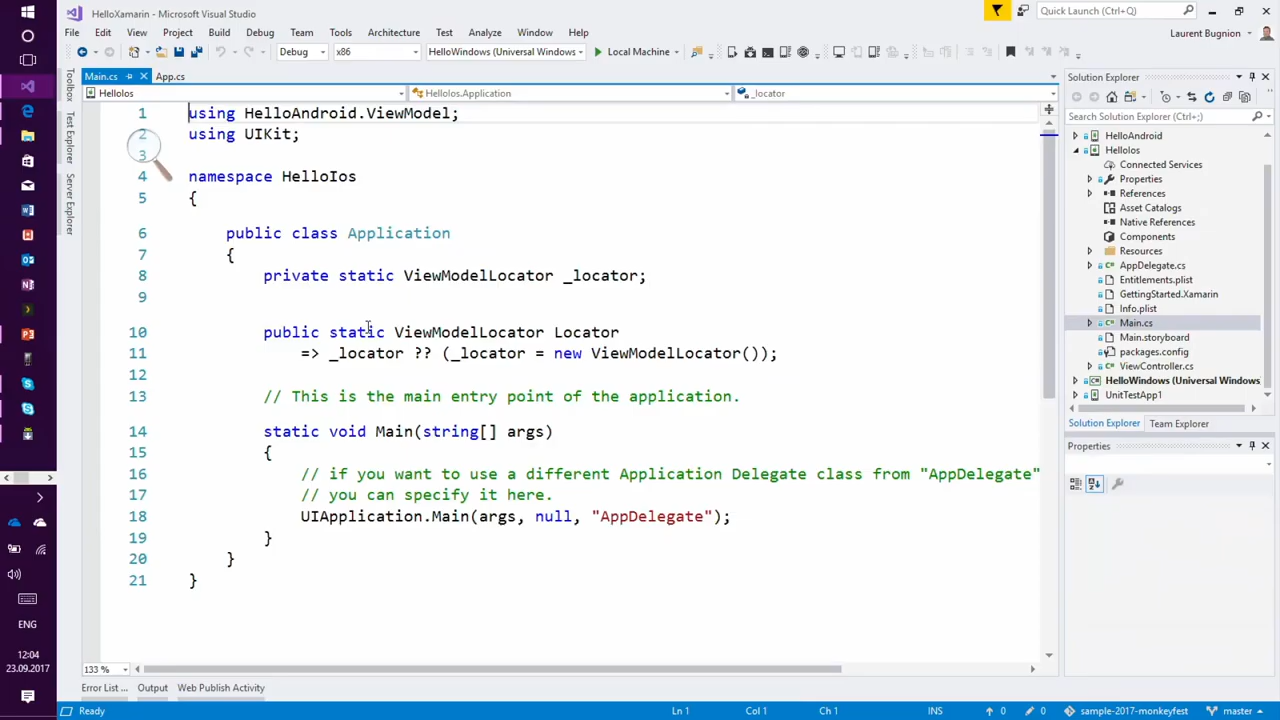 HelloXamarin - Microsoft Visual Studio
Quick Launch (Ctrl+Q)
File Edit View Project Build Debug Team Tools Architecture Test Analyze Window Help
Laurent Bugnion
Debug x86 HelloWindows (Universal Windows) Local Machine
Main.cs App.cs
HelloIos HelloIos.Application _locator
Toolbox
Test Explorer
Server Explorer
1 using HelloAndroid.ViewModel;
2 using UIKit;
3
4 namespace HelloIos
5 {
6 public class Application
7 {
8 private static ViewModelLocator _locator;
9
10 public static ViewModelLocator Locator
11 => _locator ?? (_locator = new ViewModelLocator());
12
13 // This is the main entry point of the application.
14 static void Main(string[] args)
15 {
16 // if you want to use a different Application Delegate class from "AppDelegate"
17 // you can specify it here.
18 UIApplication.Main(args, null, "AppDelegate");
19 }
20 }
21 }
133 %
Error List ... Output Web Publish Activity
Solution Explorer
Search Solution Explorer (Ctrl+;)
HelloAndroid
HelloIos
Connected Services
Properties
References
Asset Catalogs
Native References
Components
Resources
AppDelegate.cs
Entitlements.plist
GettingStarted.Xamarin
Info.plist
Main.cs
Main.storyboard
packages.config
ViewController.cs
HelloWindows (Universal Windows
UnitTestApp1
Solution Explorer Team Explorer
Properties
ENG
12:04
23.09.2017
Ready Ln 1 Col 1 Ch 1 INS 0 0 sample-2017-monkeyfest master